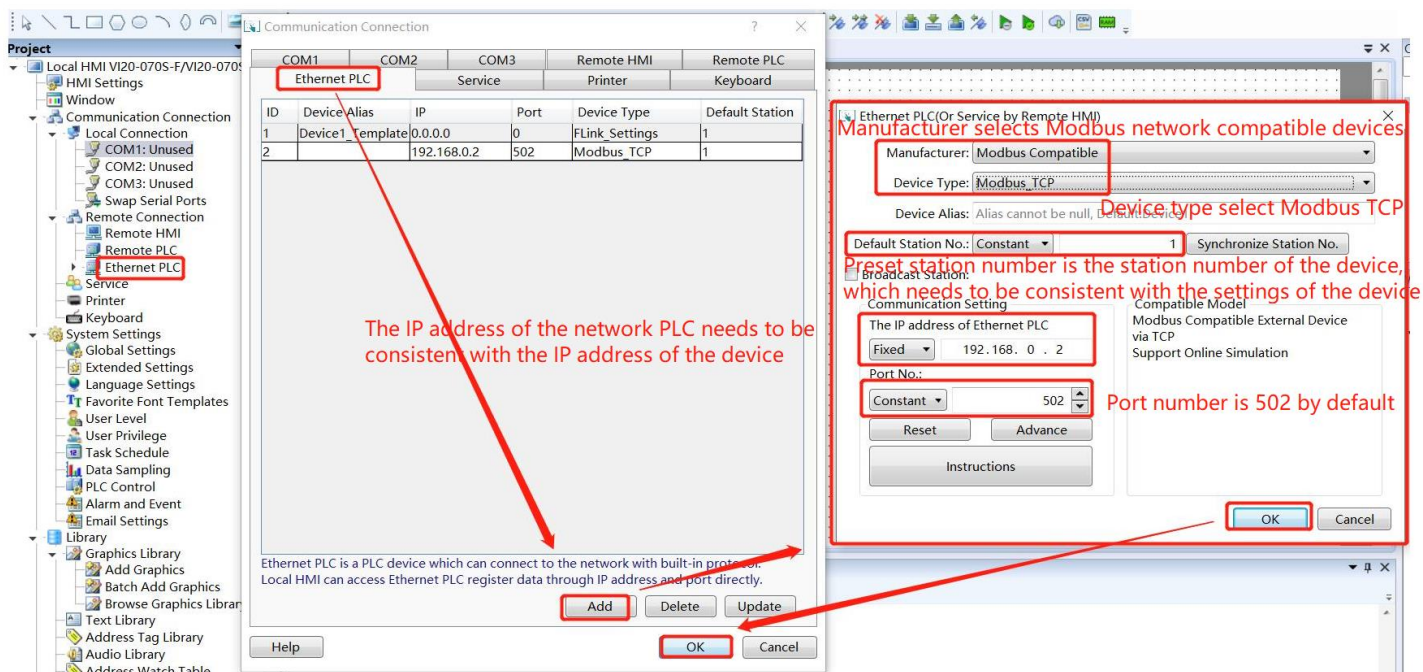 Communication Connection
? ×
Project
Local HMI VI20-070S-F/VI20-070S
HMI Settings
Window
Communication Connection
Local Connection
COM1: Unused
COM2: Unused
COM3: Unused
Swap Serial Ports
Remote Connection
Remote HMI
Remote PLC
Ethernet PLC
Service
Printer
Keyboard
System Settings
Global Settings
Extended Settings
Language Settings
Favorite Font Templates
User Level
User Privilege
Task Schedule
Data Sampling
PLC Control
Alarm and Event
Email Settings
Library
Graphics Library
Add Graphics
Batch Add Graphics
Browse Graphics Librar
Text Library
Address Tag Library
Audio Library
Address Watch Table
COM1 COM2 COM3 Remote HMI Remote PLC
Ethernet PLC Service Printer Keyboard
ID Device Alias IP Port Device Type Default Station
1 Device1_Template 0.0.0.0 0 FLink_Settings 1
2 192.168.0.2 502 Modbus_TCP 1
The IP address of the network PLC needs to be
consistent with the IP address of the device
Ethernet PLC is a PLC device which can connect to the network with built-in protocol.
Local HMI can access Ethernet PLC register data through IP address and port directly.
Add Delete Update
Help OK Cancel
Ethernet PLC(Or Service by Remote HMI)
Manufacturer selects Modbus network compatible devices
Manufacturer: Modbus Compatible
Device Type: Modbus_TCP
Device type select Modbus TCP
Device Alias: Alias cannot be null,
Default Station No.: Constant 1 Synchronize Station No.
Preset station number is the station number of the device,
Broadcast Station:
which needs to be consistent with the settings of the device
Communication Setting
The IP address of Ethernet PLC
Fixed 192.168. 0 . 2
Port No.:
Constant 502
Port number is 502 by default
Reset Advance
Instructions
Compatible Model
Modbus Compatible External Device
via TCP
Support Online Simulation
OK Cancel